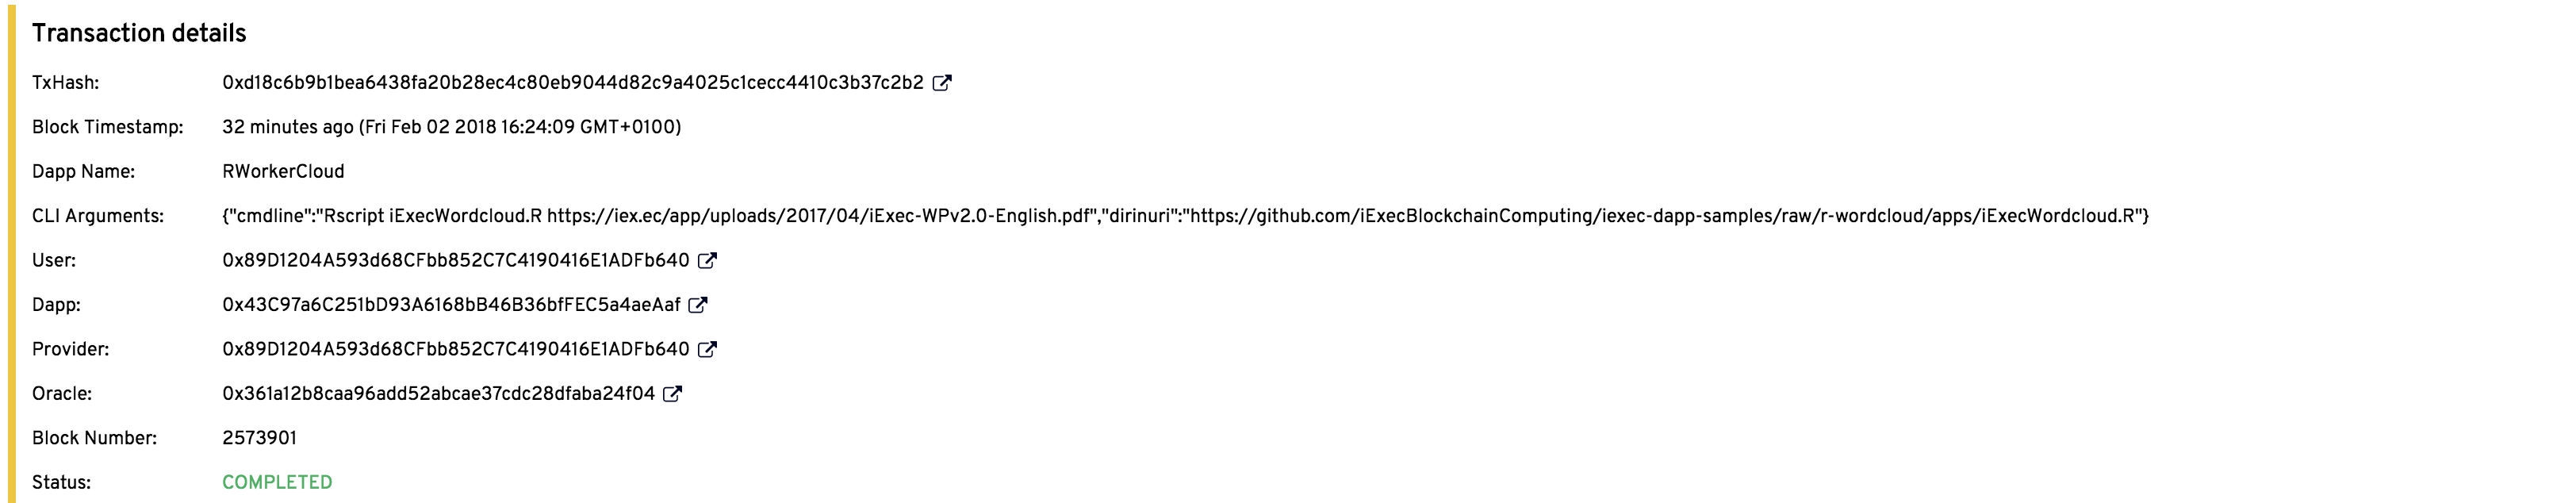 Transaction details
TxHash: 0xd18c6b9b1bea6438fa20b28ec4c80eb9044d82c9a4025c1cecc4410c3b37c2b2
Block Timestamp: 32 minutes ago (Fri Feb 02 2018 16:24:09 GMT+0100)
Dapp Name: RWorkerCloud
CLI Arguments: {"cmdline":"Rscript iExecWordcloud.R https://iex.ec/app/uploads/2017/04/iExec-WPv2.0-English.pdf","dirinuri":"https://github.com/iExecBlockchainComputing/iexec-dapp-samples/raw/r-wordcloud/apps/iExecWordcloud.R"}
User: 0x89D1204A593d68CFbb852C7C4190416E1ADFb640
Dapp: 0x43C97a6C251bD93A6168bB46B36bfFEC5a4aeAaf
Provider: 0x89D1204A593d68CFbb852C7C4190416E1ADFb640
Oracle: 0x361a12b8caa96add52abcae37cdc28dfaba24f04
Block Number: 2573901
Status: COMPLETED